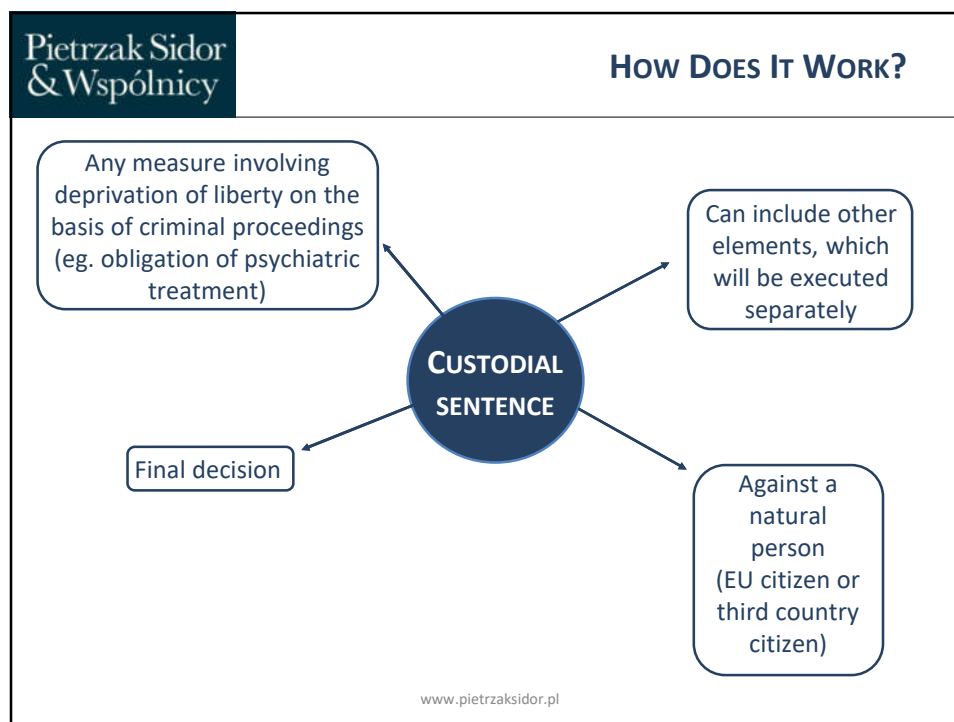 Pietrzak Sidor
& Wspólnicy
HOW DOES IT WORK?
Any measure involving
deprivation of liberty on the
basis of criminal proceedings
(eg. obligation of psychiatric
treatment)
Can include other
elements, which
will be executed
separately
CUSTODIAL
SENTENCE
Final decision
Against a
natural
person
(EU citizen or
third country
citizen)
www.pietrzaksidor.pl